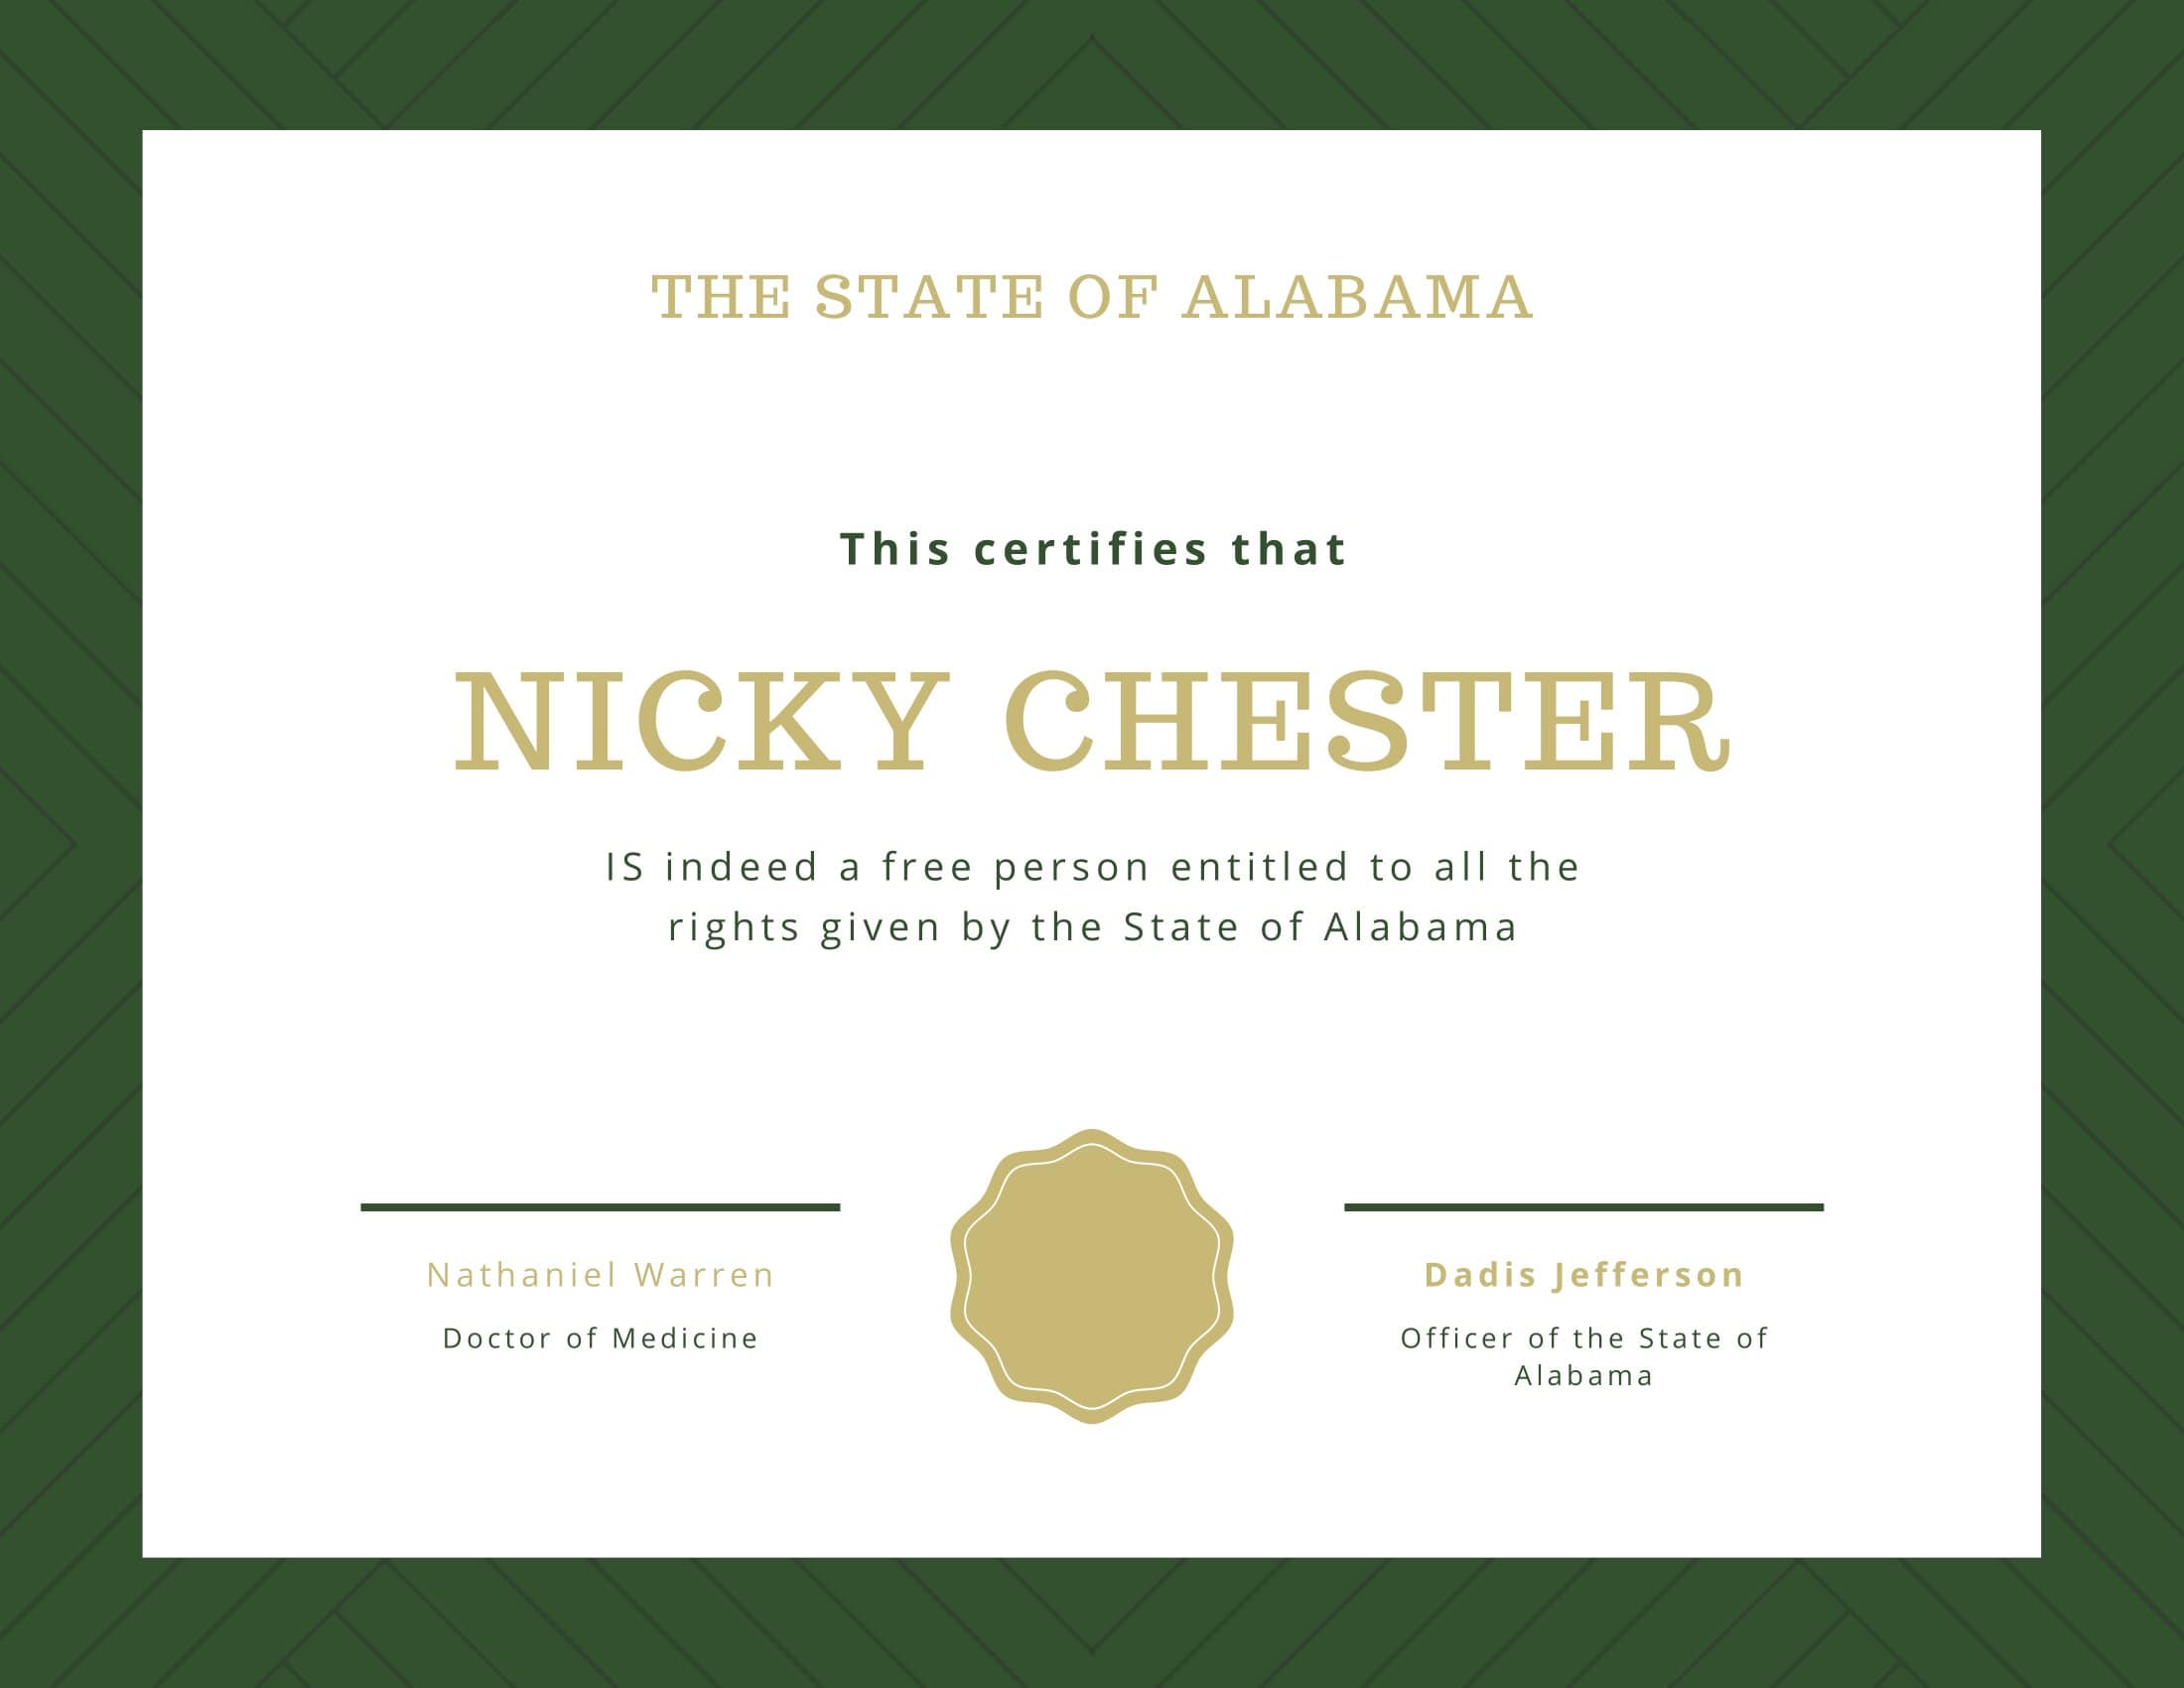 THE STATE OF ALABAMA
This certifies that
NICKY CHESTER
IS indeed a free person entitled to all the
rights given by the State of Alabama
Nathaniel Warren
Doctor of Medicine
Dadis Jefferson
Officer of the State of
Alabama